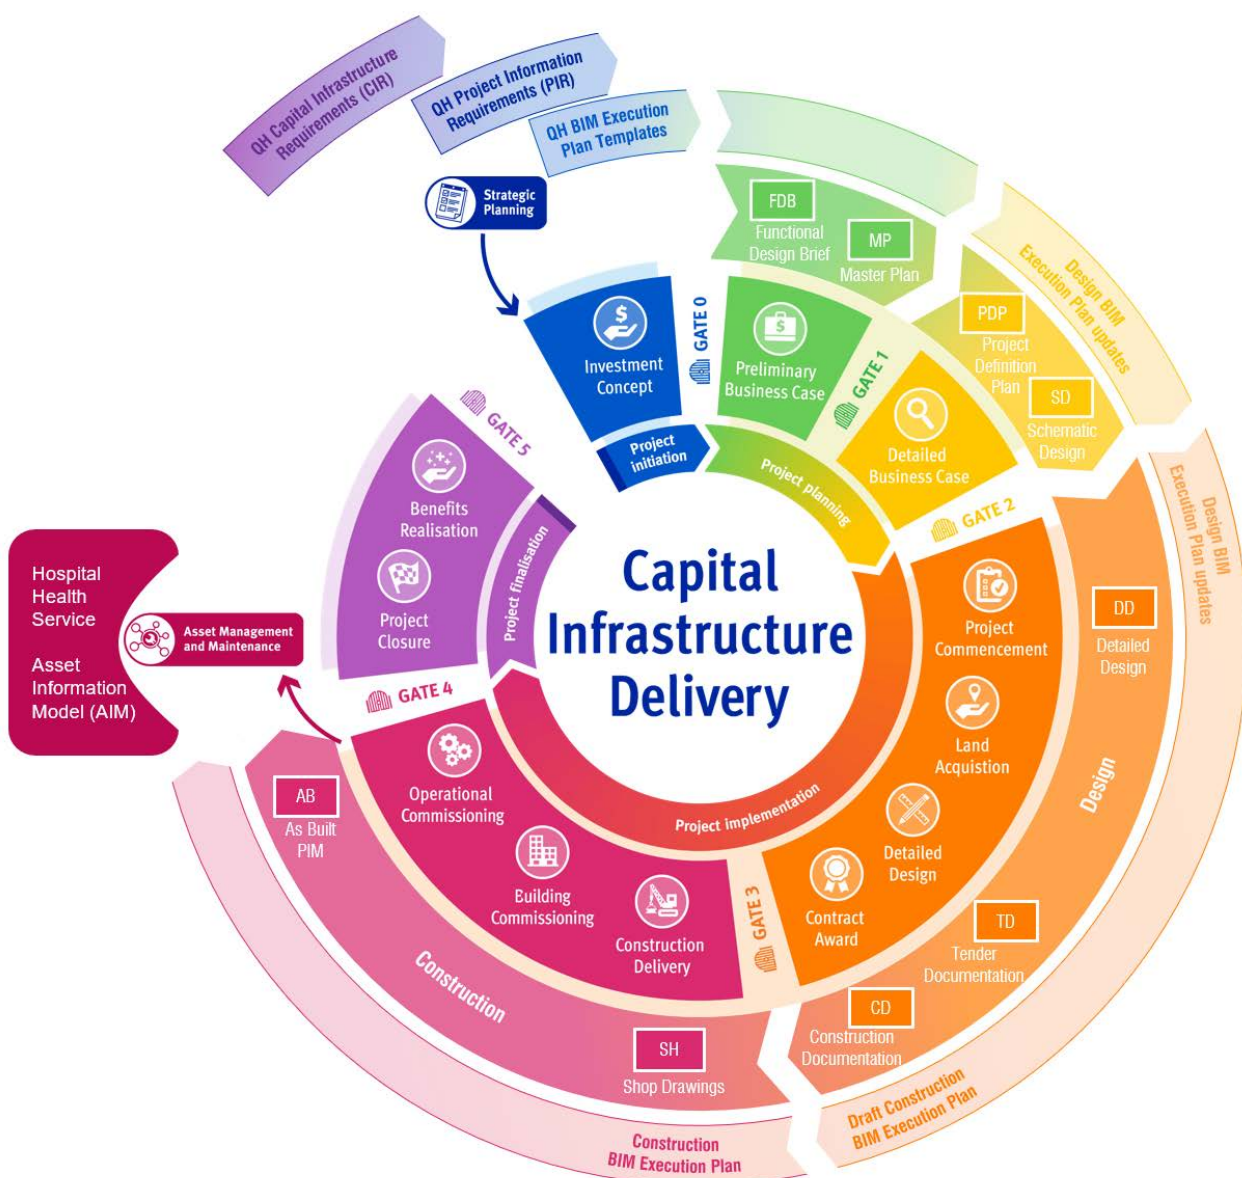 QH Capital Infrastructure
Requirements (CIR)
QH Project Information
Requirements (PIR)
QH BIM Execution
Plan Templates
Strategic
Planning
FDB
Functional
Design Brief
MP
Master Plan
Design BIM
Execution Plan updates
PDP
Project
Definition
Plan
SD
Schematic
Design
Investment
Concept
GATE 0
Preliminary
Business Case
GATE 1
Detailed
Business Case
GATE 2
Project
initiation
Project planning
Capital
Infrastructure
Delivery
Project
Commencement
Land
Acquistion
Detailed
Design
Contract
Award
DD
Detailed
Design
Design
Design BIM
Execution Plan updates
TD
Tender
Documentation
CD
Construction
Documentation
Draft Construction
BIM Execution Plan
GATE 3
Project implementation
Construction
Delivery
Building
Commissioning
Operational
Commissioning
SH
Shop Drawings
Construction
AB
As Built
PIM
Construction
BIM Execution Plan
GATE 4
Asset Management
and Maintenance
Hospital
Health
Service
Asset
Information
Model (AIM)
Project
Closure
Benefits
Realisation
Project finalisation
GATE 5